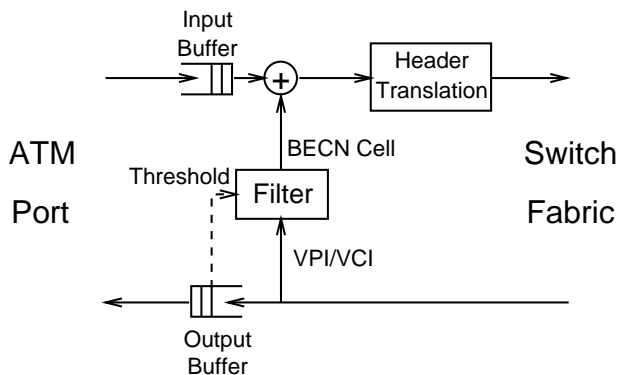 Input
Buffer
+
Header
Translation
ATM
Port
BECN Cell
Switch
Fabric
Threshold
Filter
VPI/VCI
Output
Buffer